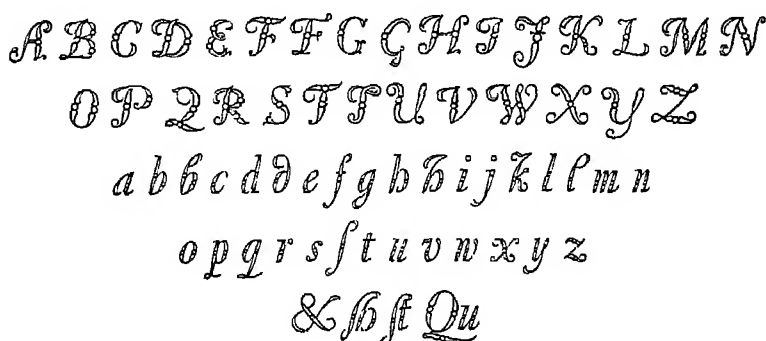 A B C D E F F G G H I J K L M N
O P Q R S T T U V W X Y Z
a b b c d d e f g h h i j k l l m n
o p q r s ſ t u v w x y z
& ſh ſt Qu